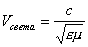 V_света = c / √εμ